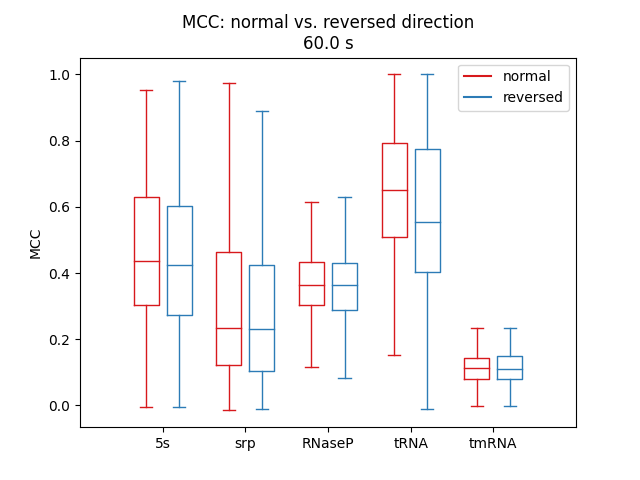 MCC: normal vs. reversed direction
60.0 s
normal
reversed
MCC
1.0
0.8
0.6
0.4
0.2
0.0
5s
srp
RNaseP
tRNA
tmRNA